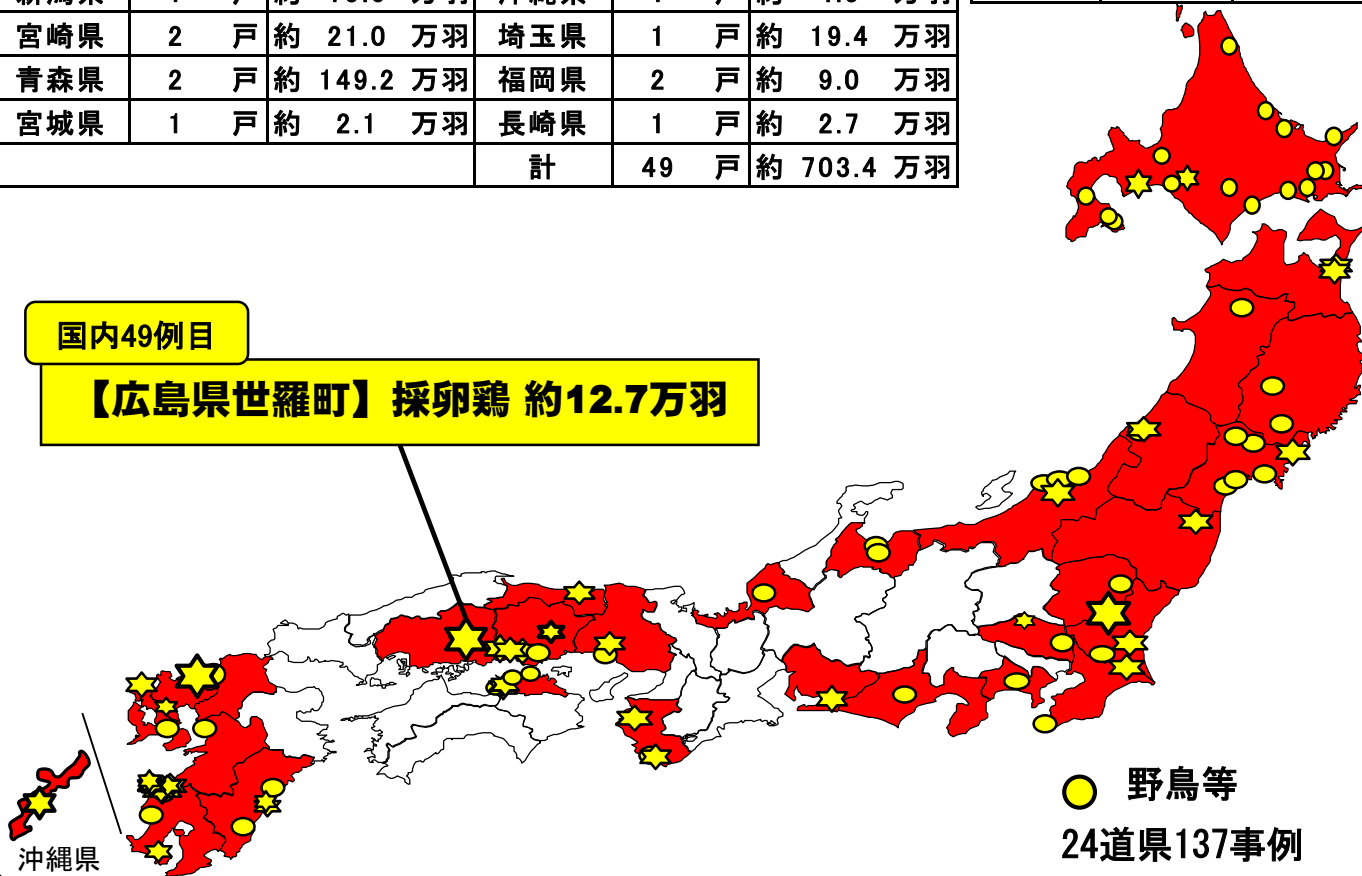 宮崎県 2 戸 約 21.0 万羽 埼玉県 1 戸 約 19.4 万羽
青森県 2 戸 約 149.2 万羽 福岡県 2 戸 約 9.0 万羽
宮城県 1 戸 約 2.1 万羽 長崎県 1 戸 約 2.7 万羽
計 49 戸 約 703.4 万羽
国内49例目
【広島県世羅町】採卵鶏 約12.7万羽
野鳥等
24道県137事例
沖縄県